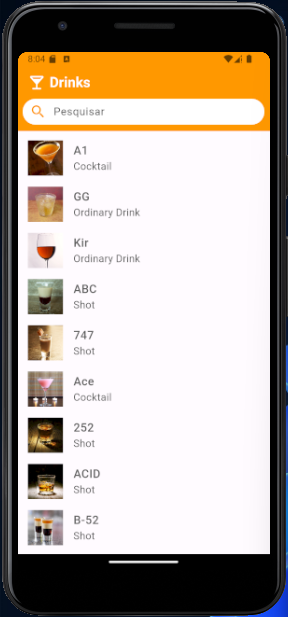 8:04
Drinks
Pesquisar
A1
Cocktail
GG
Ordinary Drink
Kir
Ordinary Drink
ABC
Shot
747
Shot
Ace
Cocktail
252
Shot
ACID
Shot
B-52
Shot